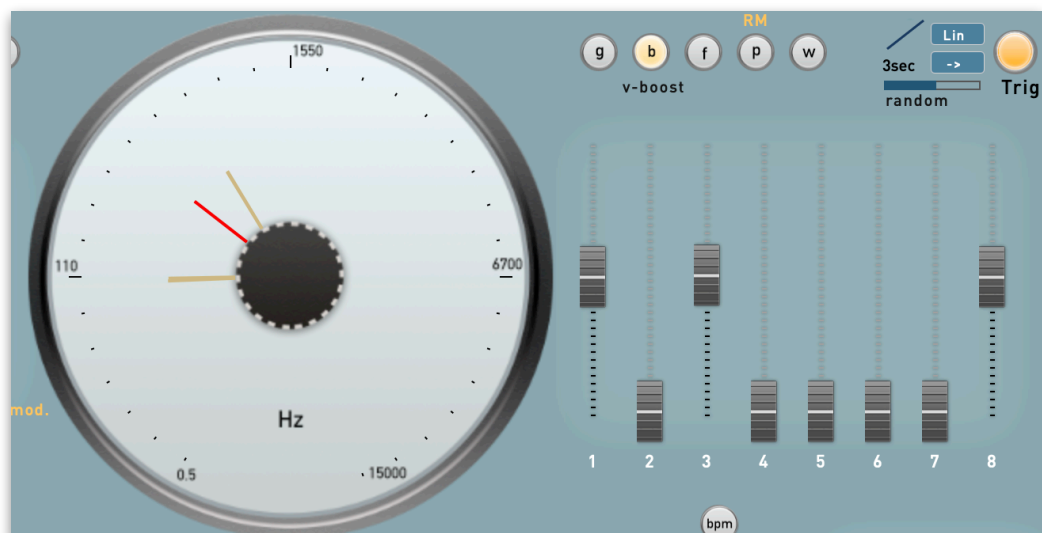 1550
110
6700
Hz
0.5
15000
mod.
RM
g b f p w
v-boost
Lin
3sec
->
random
Trig
1 2 3 4 5 6 7 8
bpm